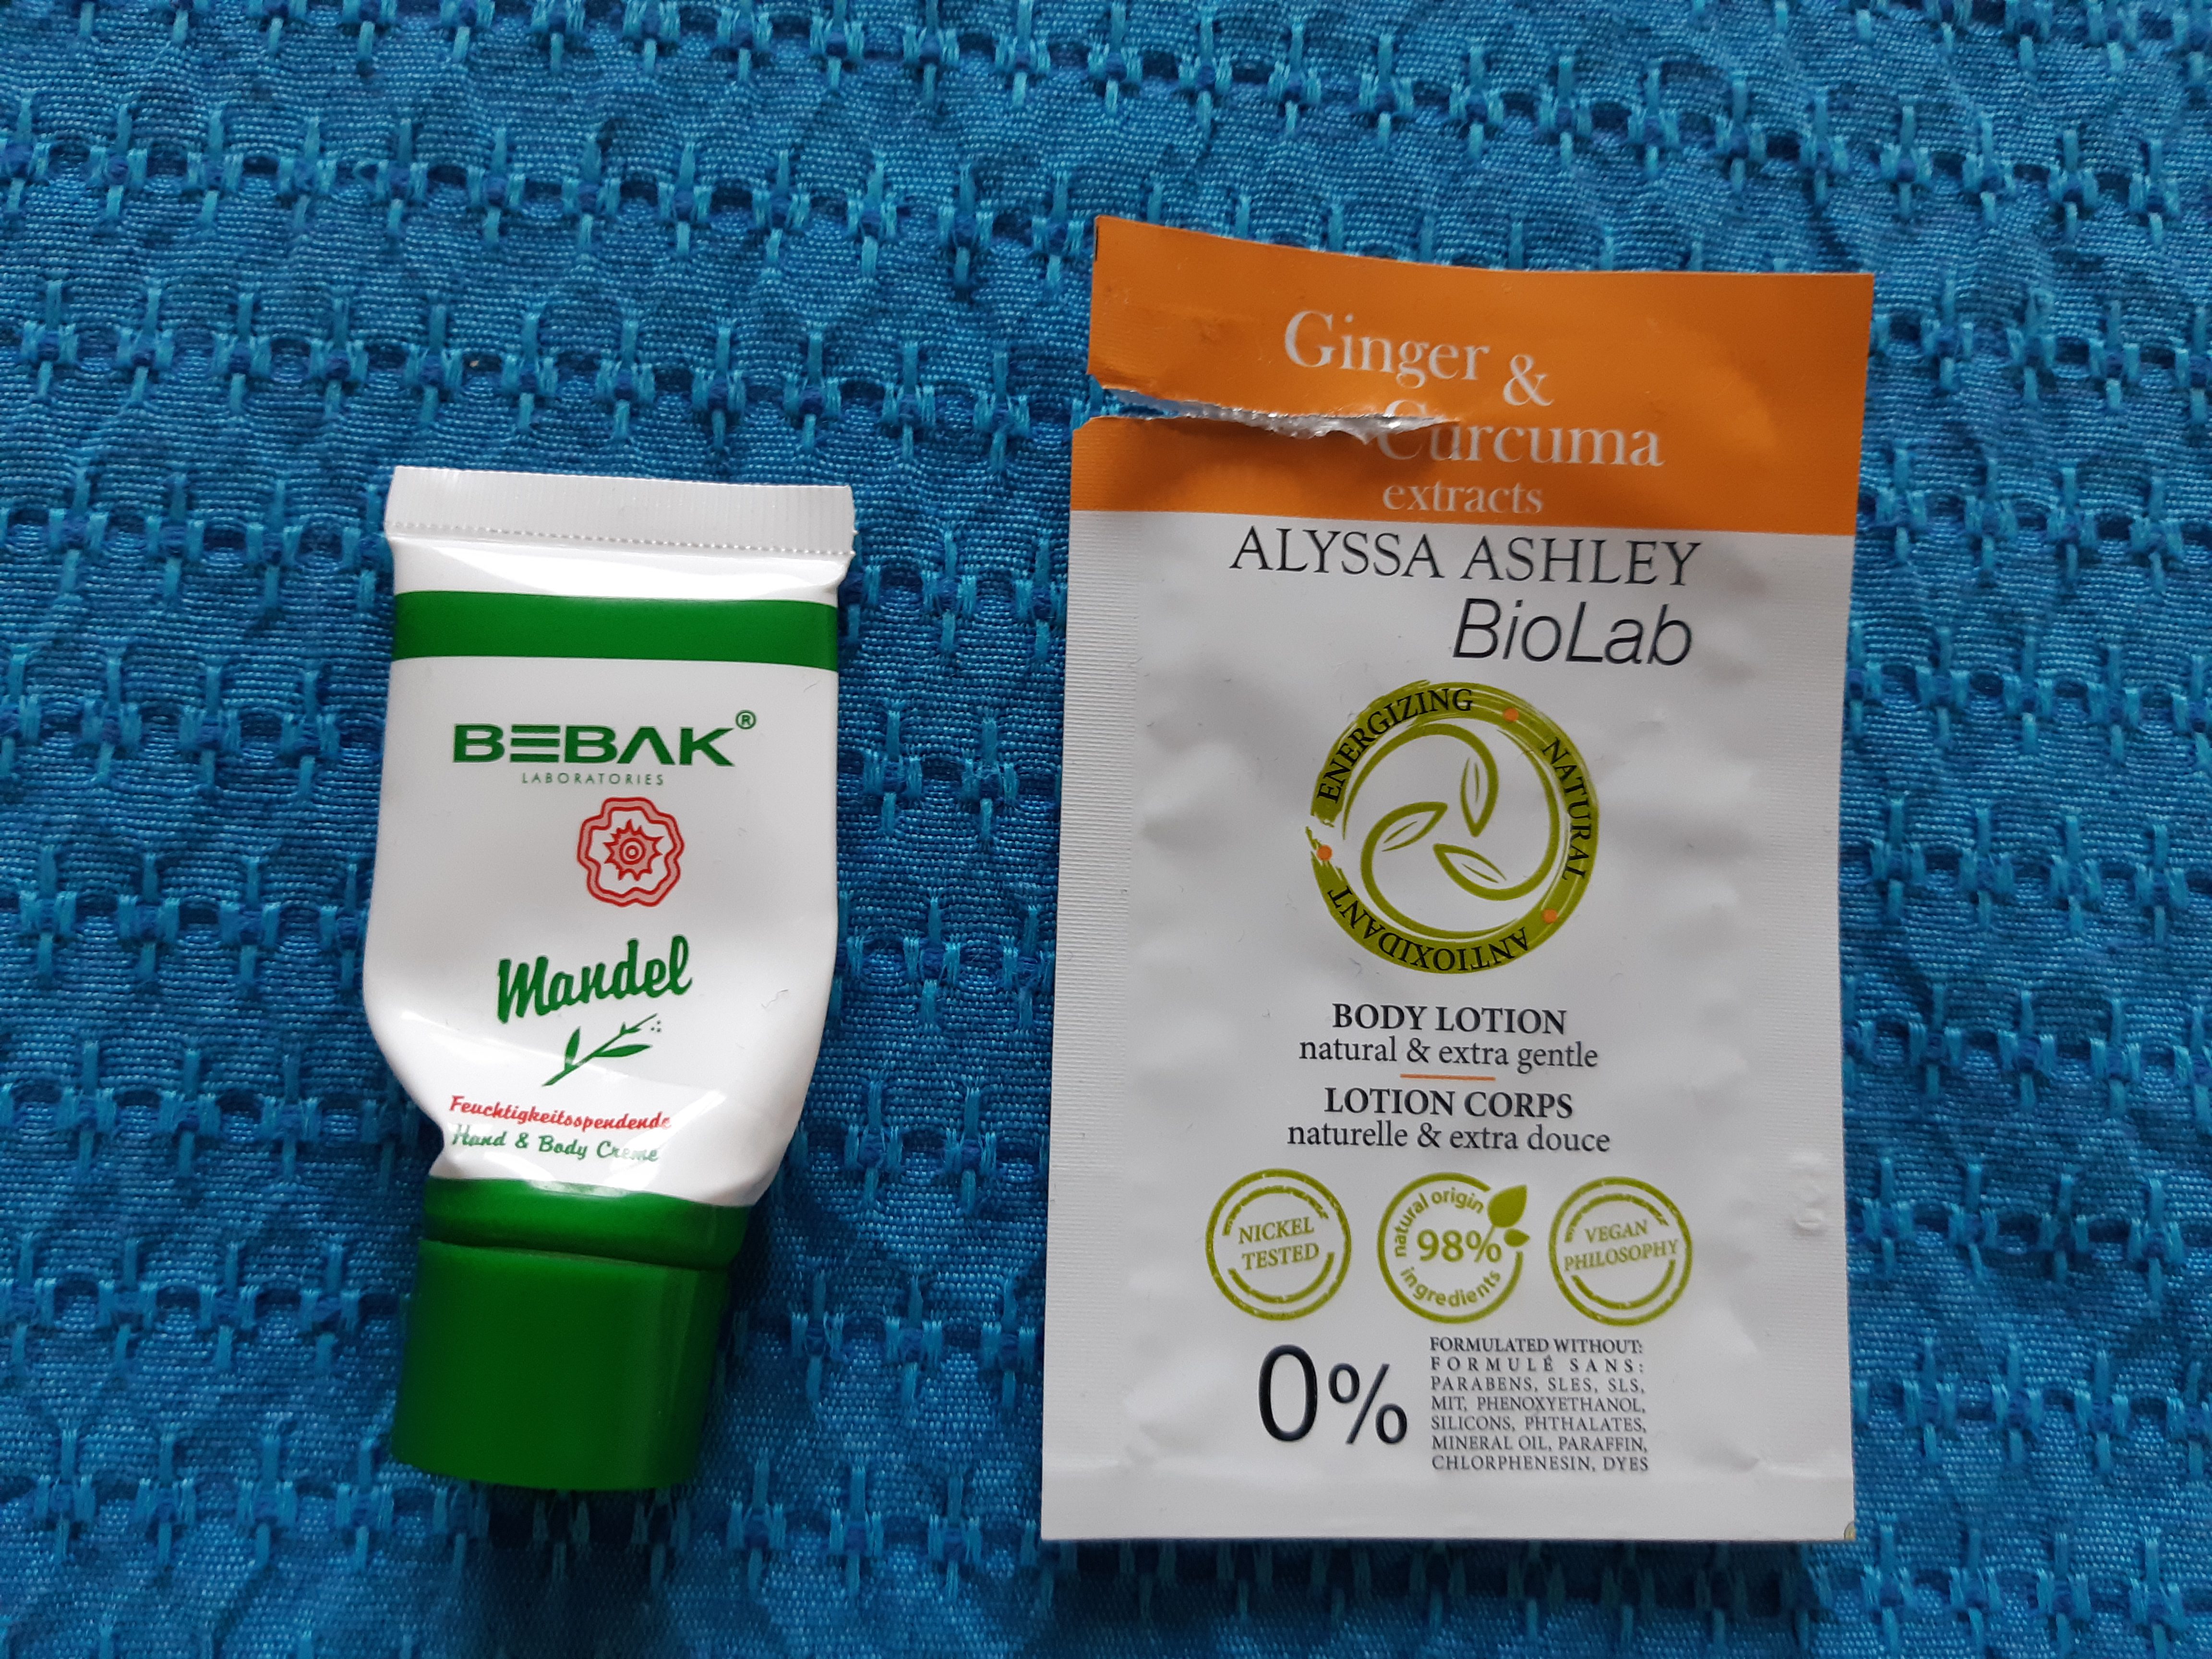 BEBAK®
LABORATORIES
Mandel
Feuchtigkeitsspendende
Hand & Body Creme
Ginger &
Curcuma
extracts
ALYSSA ASHLEY
BioLab
ENERGIZING
NATURAL
ANTIOXIDANT
BODY LOTION
natural & extra gentle
LOTION CORPS
naturelle & extra douce
NICKEL
TESTED
natural origin
98%
ingredients
VEGAN
PHILOSOPHY
0%
FORMULATED WITHOUT:
FORMULÉ SANS:
PARABENS, SLES, SLS,
MIT, PHENOXYETHANOL,
SILICONS, PHTHALATES,
MINERAL OIL, PARAFFIN,
CHLORPHENESIN, DYES